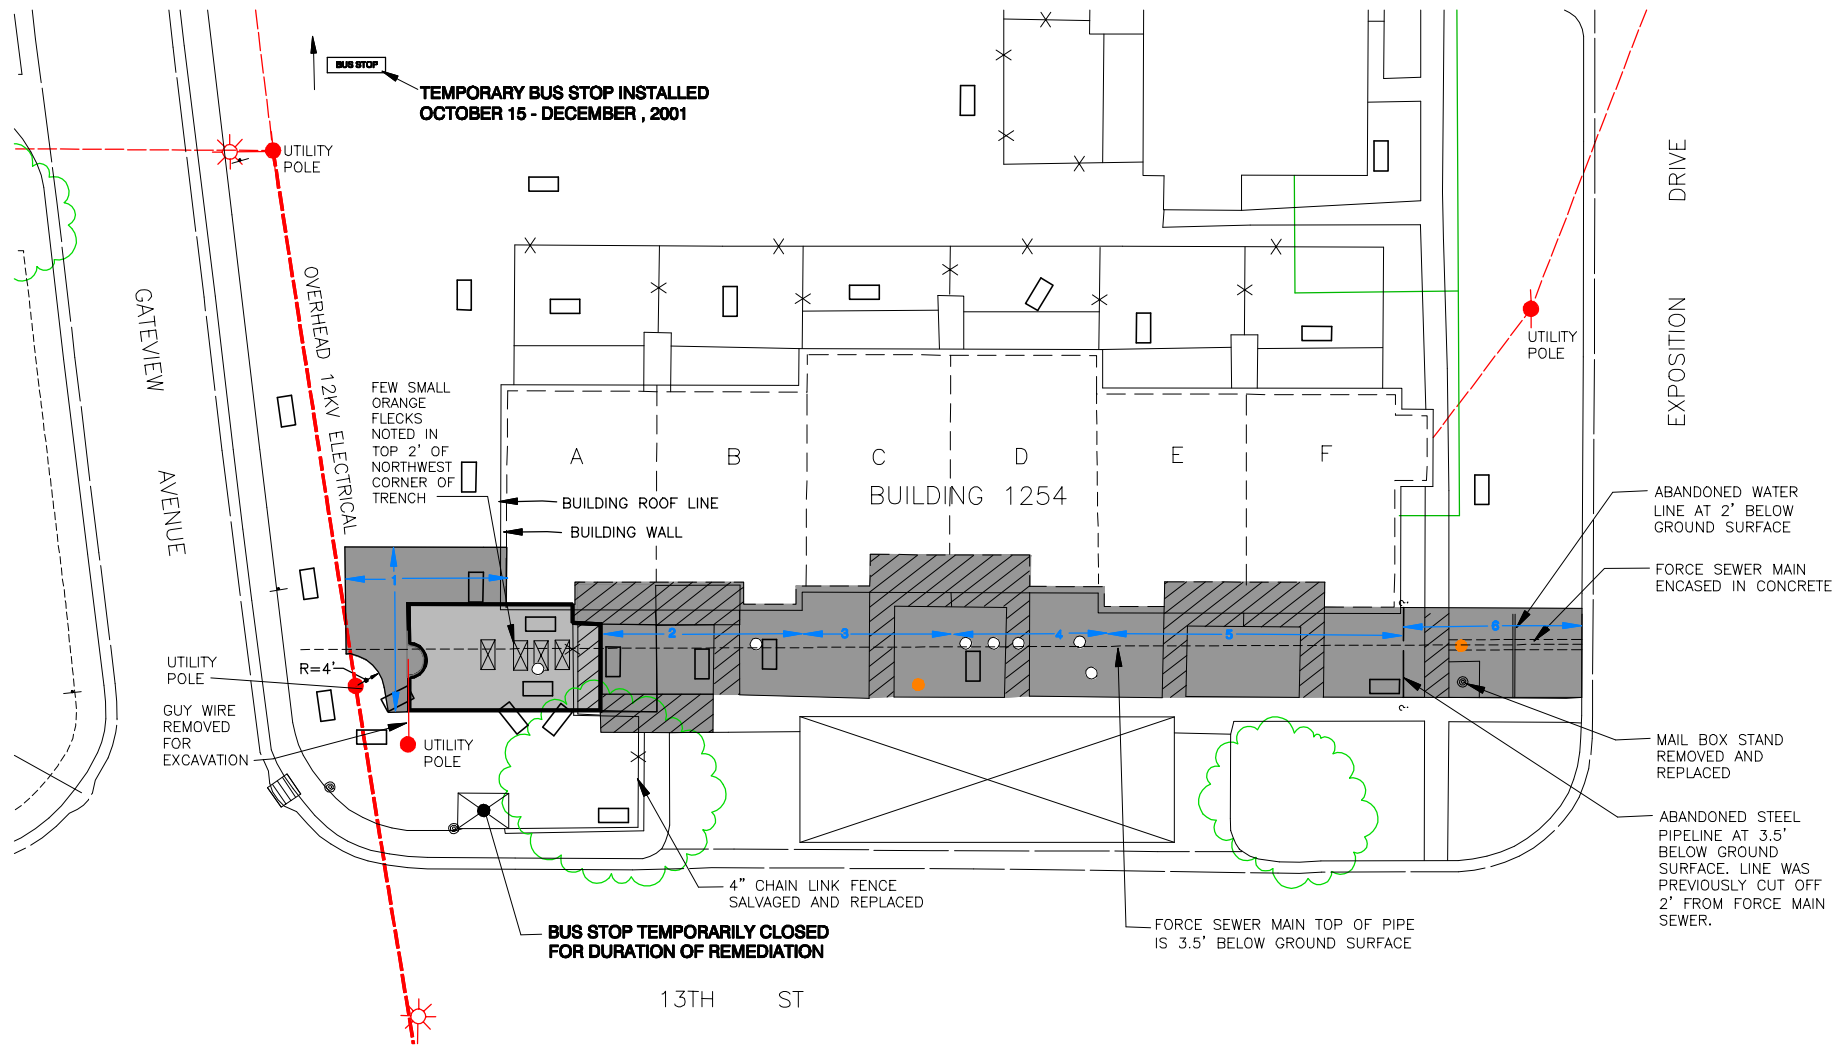 BUS STOP
TEMPORARY BUS STOP INSTALLED
OCTOBER 15 - DECEMBER , 2001
UTILITY
POLE
GATEVIEW
AVENUE
OVERHEAD 12KV ELECTRICAL
EXPOSITION DRIVE
UTILITY
POLE
FEW SMALL
ORANGE
FLECKS
NOTED IN
TOP 2' OF
NORTHWEST
CORNER OF
TRENCH
A
B
C
D
E
F
BUILDING 1254
BUILDING ROOF LINE
BUILDING WALL
ABANDONED WATER
LINE AT 2' BELOW
GROUND SURFACE
FORCE SEWER MAIN
ENCASED IN CONCRETE
1
2
3
4
5
6
?
?
UTILITY
POLE
R=4'
GUY WIRE
REMOVED
FOR
EXCAVATION
UTILITY
POLE
MAIL BOX STAND
REMOVED AND
REPLACED
ABANDONED STEEL
PIPELINE AT 3.5'
BELOW GROUND
SURFACE. LINE WAS
PREVIOUSLY CUT OFF
2' FROM FORCE MAIN
SEWER.
4" CHAIN LINK FENCE
SALVAGED AND REPLACED
BUS STOP TEMPORARILY CLOSED
FOR DURATION OF REMEDIATION
FORCE SEWER MAIN TOP OF PIPE
IS 3.5' BELOW GROUND SURFACE
13TH ST